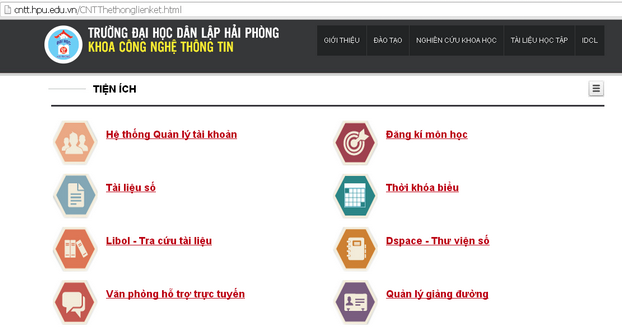 cntt.hpu.edu.vn/CNTThethonglienket.html
TRƯỜNG ĐẠI HỌC DÂN LẬP HẢI PHÒNG
KHOA CÔNG NGHỆ THÔNG TIN
GIỚI THIỆU ĐÀO TẠO NGHIÊN CỨU KHOA HỌC TÀI LIỆU HỌC TẬP IDCL
TIỆN ÍCH
Hệ thống Quản lý tài khoản
Đăng kí môn học
Tài liệu số
Thời khóa biểu
Libol - Tra cứu tài liệu
Dspace - Thư viện số
Văn phòng hỗ trợ trực tuyến
Quản lý giảng đường